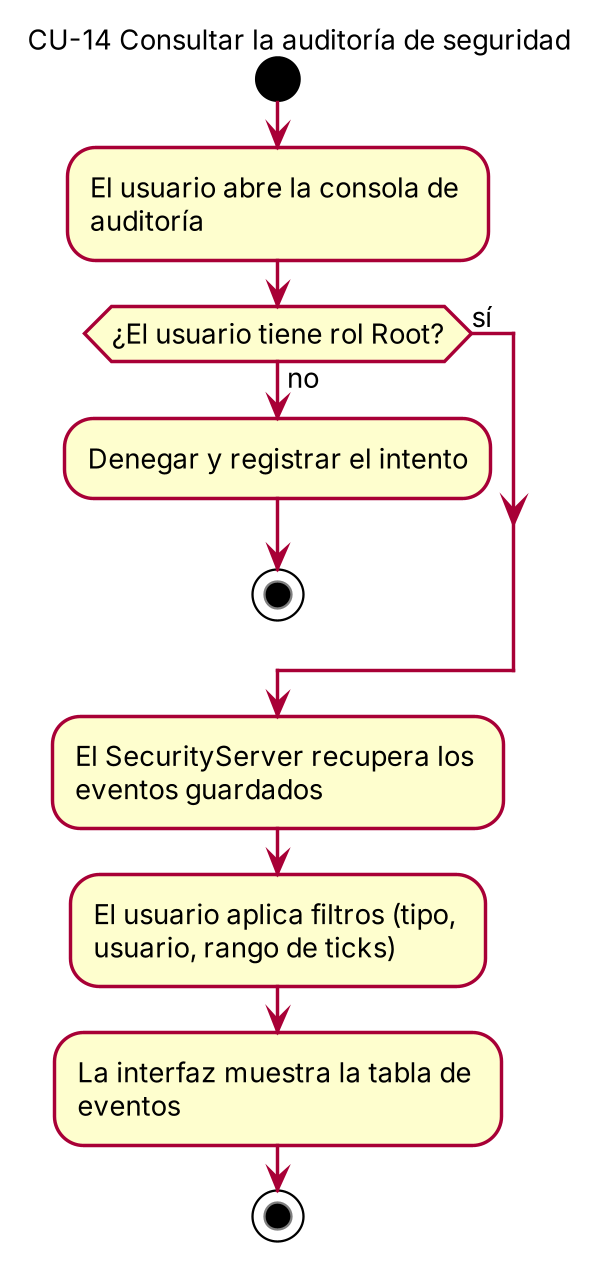 CU-14 Consultar la auditoría de seguridad
El usuario abre la consola de
auditoría
¿El usuario tiene rol Root?
sí
no
Denegar y registrar el intento
El SecurityServer recupera los
eventos guardados
El usuario aplica filtros (tipo,
usuario, rango de ticks)
La interfaz muestra la tabla de
eventos